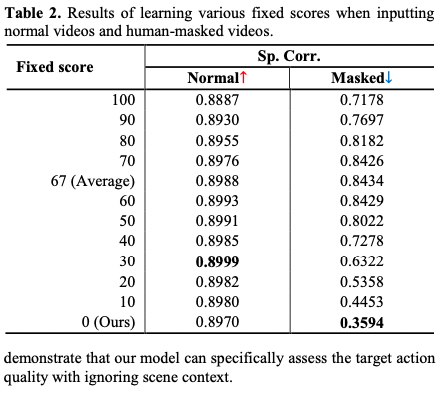 Table 2. Results of learning various fixed scores when inputting
normal videos and human-masked videos.
Fixed score Sp. Corr.
Normal↑ Masked↓
100 0.8887 0.7178
90 0.8930 0.7697
80 0.8955 0.8182
70 0.8976 0.8426
67 (Average) 0.8988 0.8434
60 0.8993 0.8429
50 0.8991 0.8022
40 0.8985 0.7278
30 0.8999 0.6322
20 0.8982 0.5358
10 0.8980 0.4453
0 (Ours) 0.8970 0.3594
demonstrate that our model can specifically assess the target action
quality with ignoring scene context.